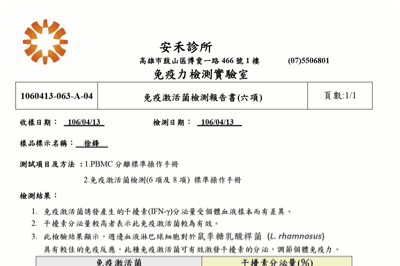 安禾診所
高雄市鼓山區博愛一路 466 號 1 樓 (07)5506801
免疫力檢測實驗室
1060413-063-A-04 免疫激活菌檢測報告書(六項) 頁數:1/1
收樣日期： 106/04/13 檢測日期： 106/04/13
樣品標示名稱： 徐鋒
測試項目及方法：1.PBMC 分離標準操作手冊
2.免疫激活菌檢測(6 項及 8 項) 標準操作手冊
檢測結果：
1. 免疫激活菌誘發產生的干擾素(IFN-γ)分泌量受個體血液樣本而有差異。
2. 干擾素分泌量較高者表示此免疫激活菌較為有效。
3. 此檢驗結果顯示，週邊血液淋巴球細胞對於鼠李糖乳酸桿菌 (L. rhamnosus)
具有較佳的免疫反應，此種免疫激活菌可有效激發干擾素的分泌，調節個體免疫力。
免疫激活菌 干擾素分泌量(%)